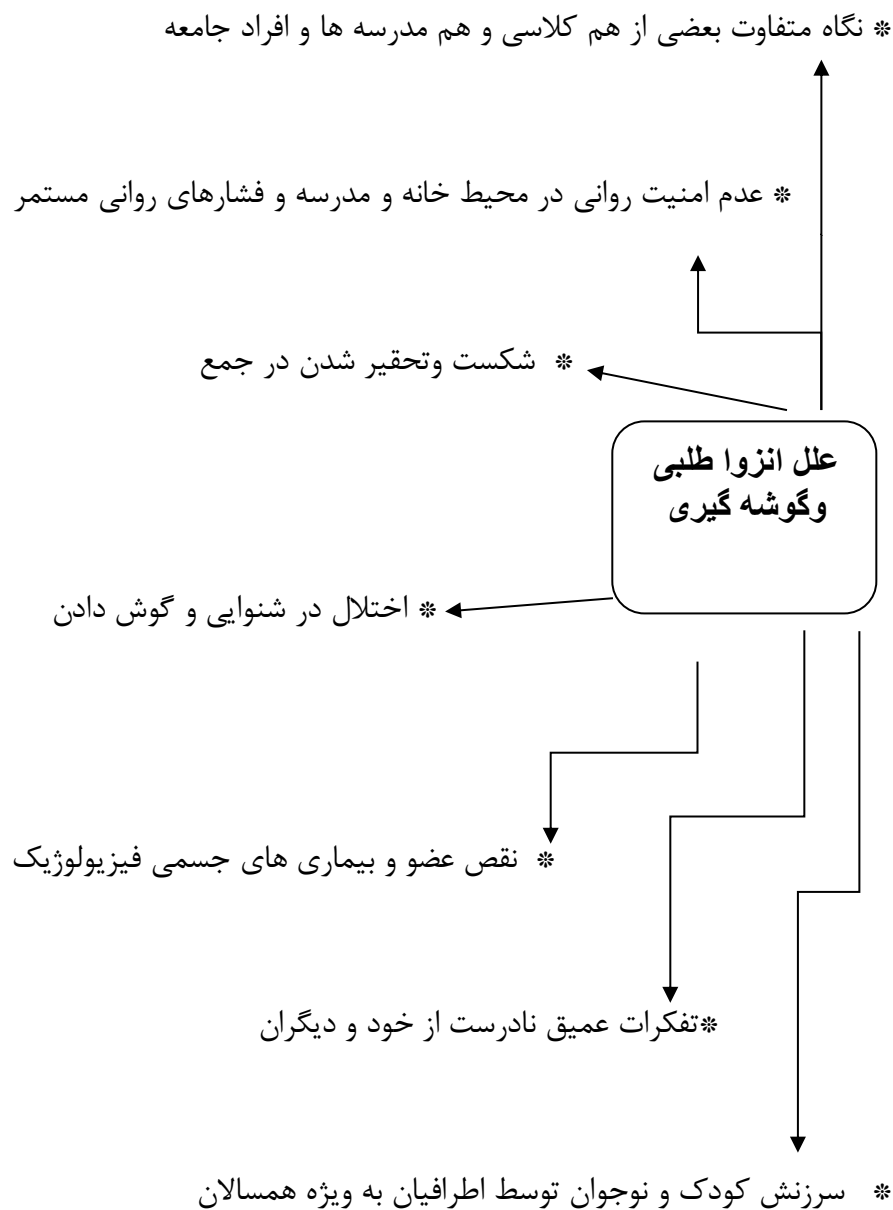 ❊ نگاه متفاوت بعضی از هم کلاسی و هم مدرسه ها و افراد جامعه
❊ عدم امنیت روانی در محیط خانه و مدرسه و فشارهای روانی مستمر
❊ شکست وتحقیر شدن در جمع
علل انزوا طلبی
وگوشه گیری
❊ اختلال در شنوایی و گوش دادن
❊ نقص عضو و بیماری های جسمی فیزیولوژیک
❊تفکرات عمیق نادرست از خود و دیگران
❊ سرزنش کودک و نوجوان توسط اطرافیان به ویژه همسالان